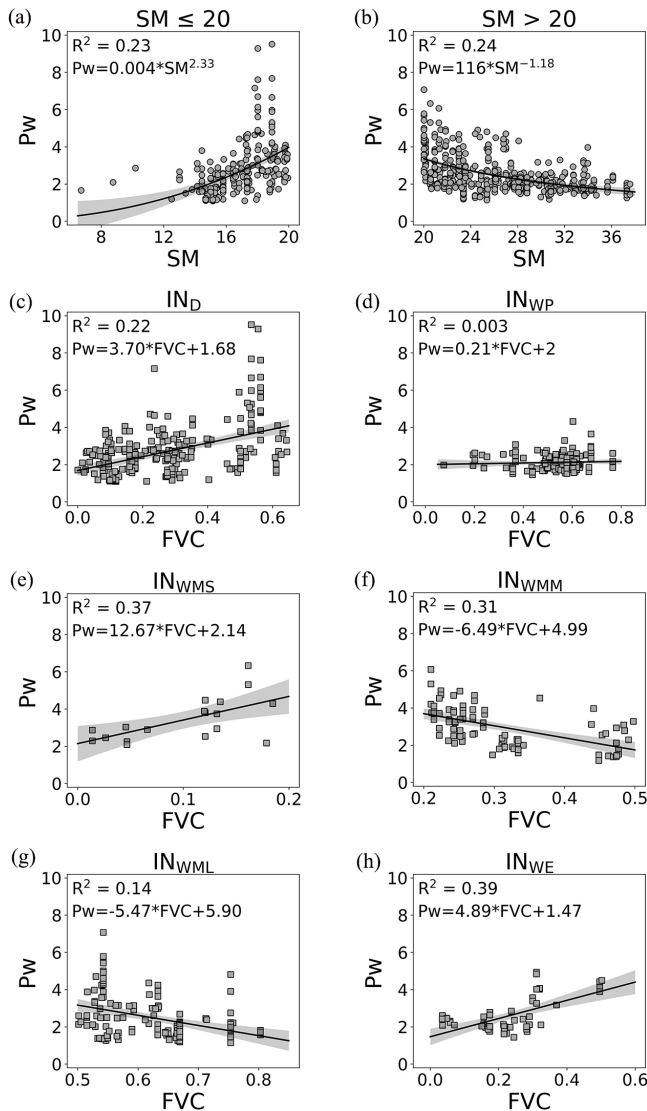 (a) SM ≤ 20
R² = 0.23
Pw=0.004*SM^2.33
10
8
6
4
2
0
Pw
8 12 16 20
SM
(b) SM > 20
R² = 0.24
Pw=116*SM^−1.18
10
8
6
4
2
0
Pw
20 24 28 32 36
SM
(c) IN_D
R² = 0.22
Pw=3.70*FVC+1.68
10
8
6
4
2
0
Pw
0.0 0.2 0.4 0.6
FVC
(d) IN_WP
R² = 0.003
Pw=0.21*FVC+2
10
8
6
4
2
0
Pw
0.0 0.2 0.4 0.6 0.8
FVC
(e) IN_WMS
R² = 0.37
Pw=12.67*FVC+2.14
10
8
6
4
2
0
Pw
0.0 0.1 0.2
FVC
(f) IN_WMM
R² = 0.31
Pw=-6.49*FVC+4.99
10
8
6
4
2
0
Pw
0.2 0.3 0.4 0.5
FVC
(g) IN_WML
R² = 0.14
Pw=-5.47*FVC+5.90
10
8
6
4
2
0
Pw
0.5 0.6 0.7 0.8
FVC
(h) IN_WE
R² = 0.39
Pw=4.89*FVC+1.47
10
8
6
4
2
0
Pw
0.0 0.2 0.4 0.6
FVC